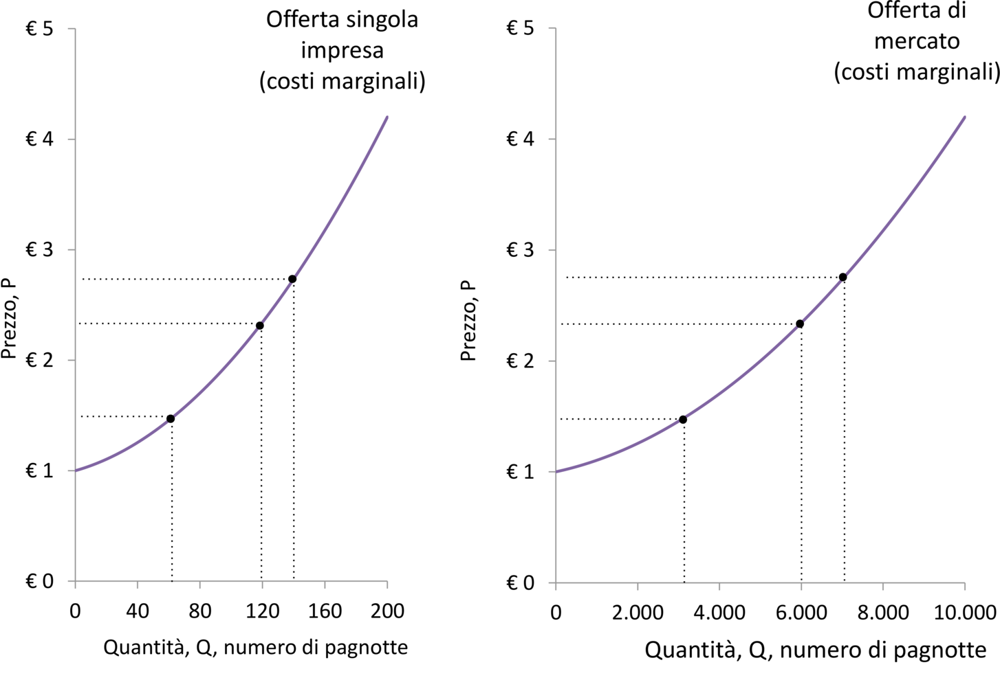 Offerta singola
impresa
(costi marginali)
€ 5
€ 4
€ 3
€ 2
€ 1
€ 0
Prezzo, P
0 40 80 120 160 200
Quantità, Q, numero di pagnotte
Offerta di
mercato
(costi marginali)
€ 5
€ 4
€ 3
€ 2
€ 1
€ 0
Prezzo, P
0 2.000 4.000 6.000 8.000 10.000
Quantità, Q, numero di pagnotte